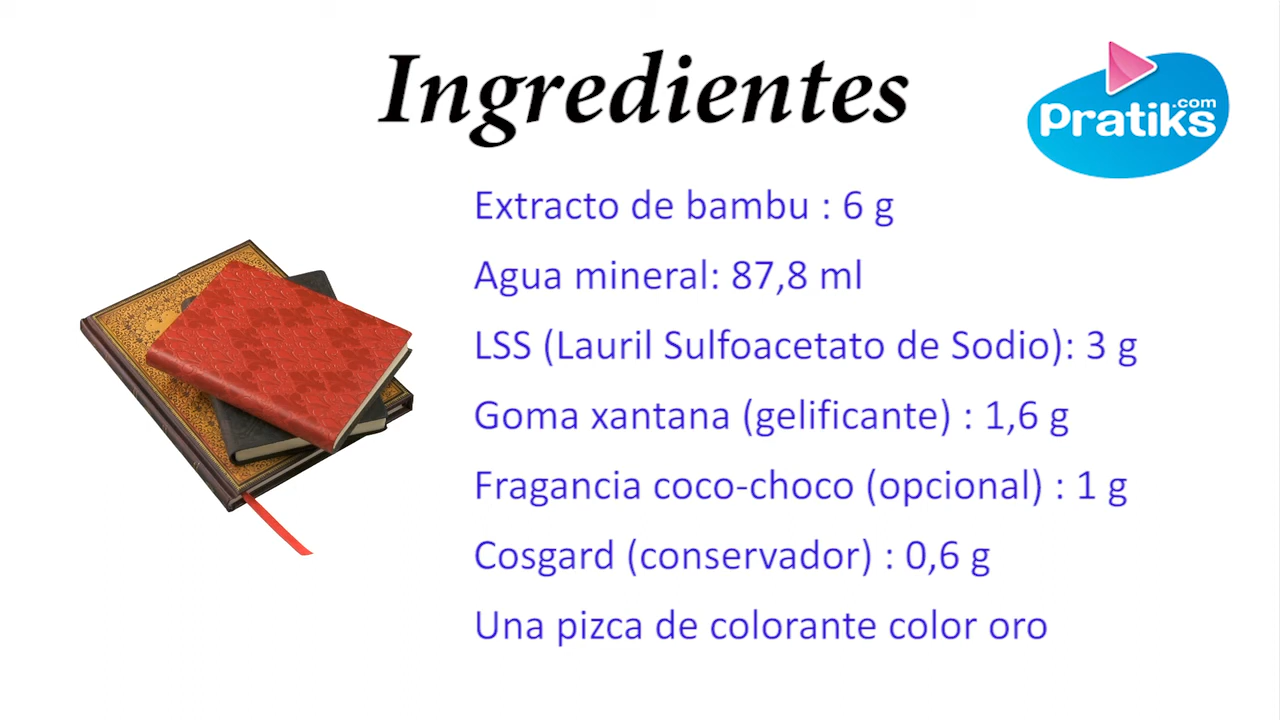 Ingredientes
Pratiks.com
Extracto de bambu : 6 g
Agua mineral: 87,8 ml
LSS (Lauril Sulfoacetato de Sodio): 3 g
Goma xantana (gelificante) : 1,6 g
Fragancia coco-choco (opcional) : 1 g
Cosgard (conservador) : 0,6 g
Una pizca de colorante color oro